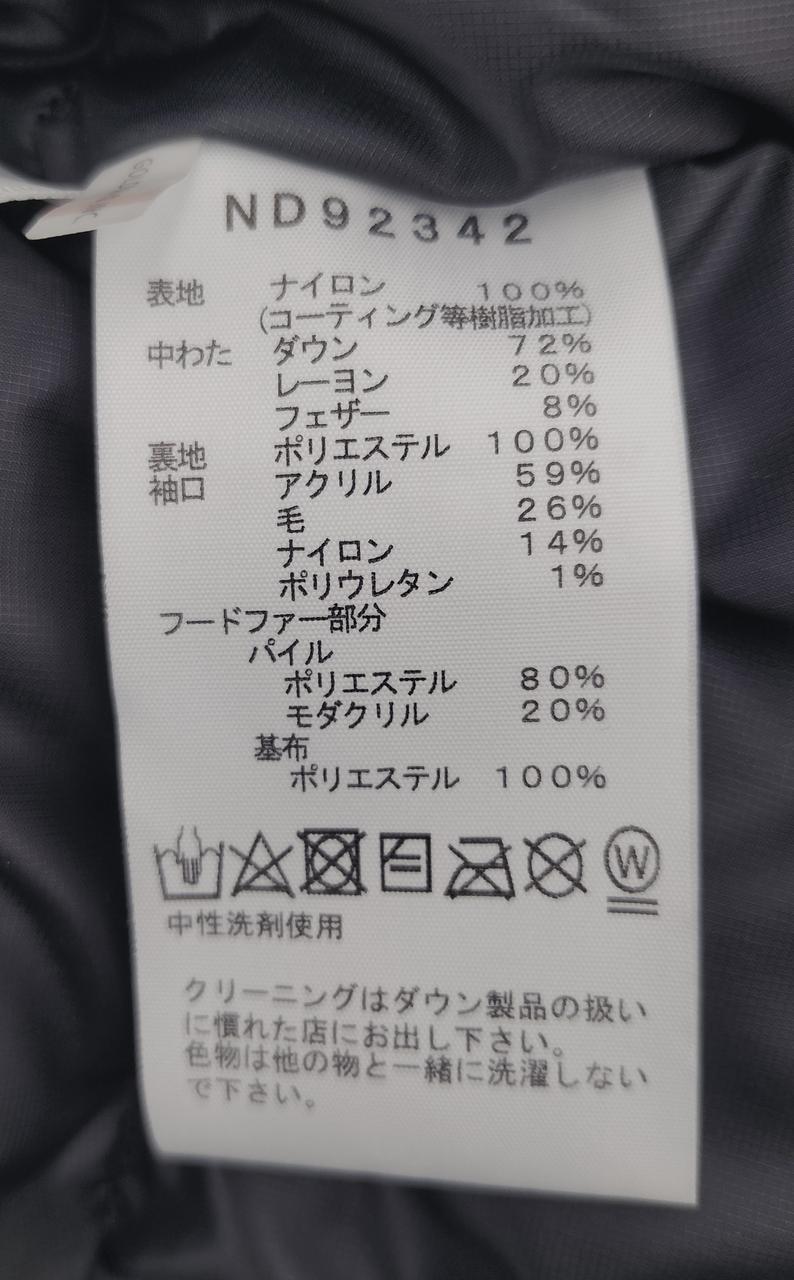 ND92342
表地 ナイロン 100%
(コーティング等樹脂加工)
中わた ダウン 72%
レーヨン 20%
フェザー 8%
裏地 ポリエステル 100%
袖口 アクリル 59%
毛 26%
ナイロン 14%
ポリウレタン 1%
フードファー部分
パイル
ポリエステル 80%
モダクリル 20%
基布
ポリエステル 100%
W
中性洗剤使用
クリーニングはダウン製品の扱い
に慣れた店にお出し下さい。
色物は他の物と一緒に洗濯しない
で下さい。